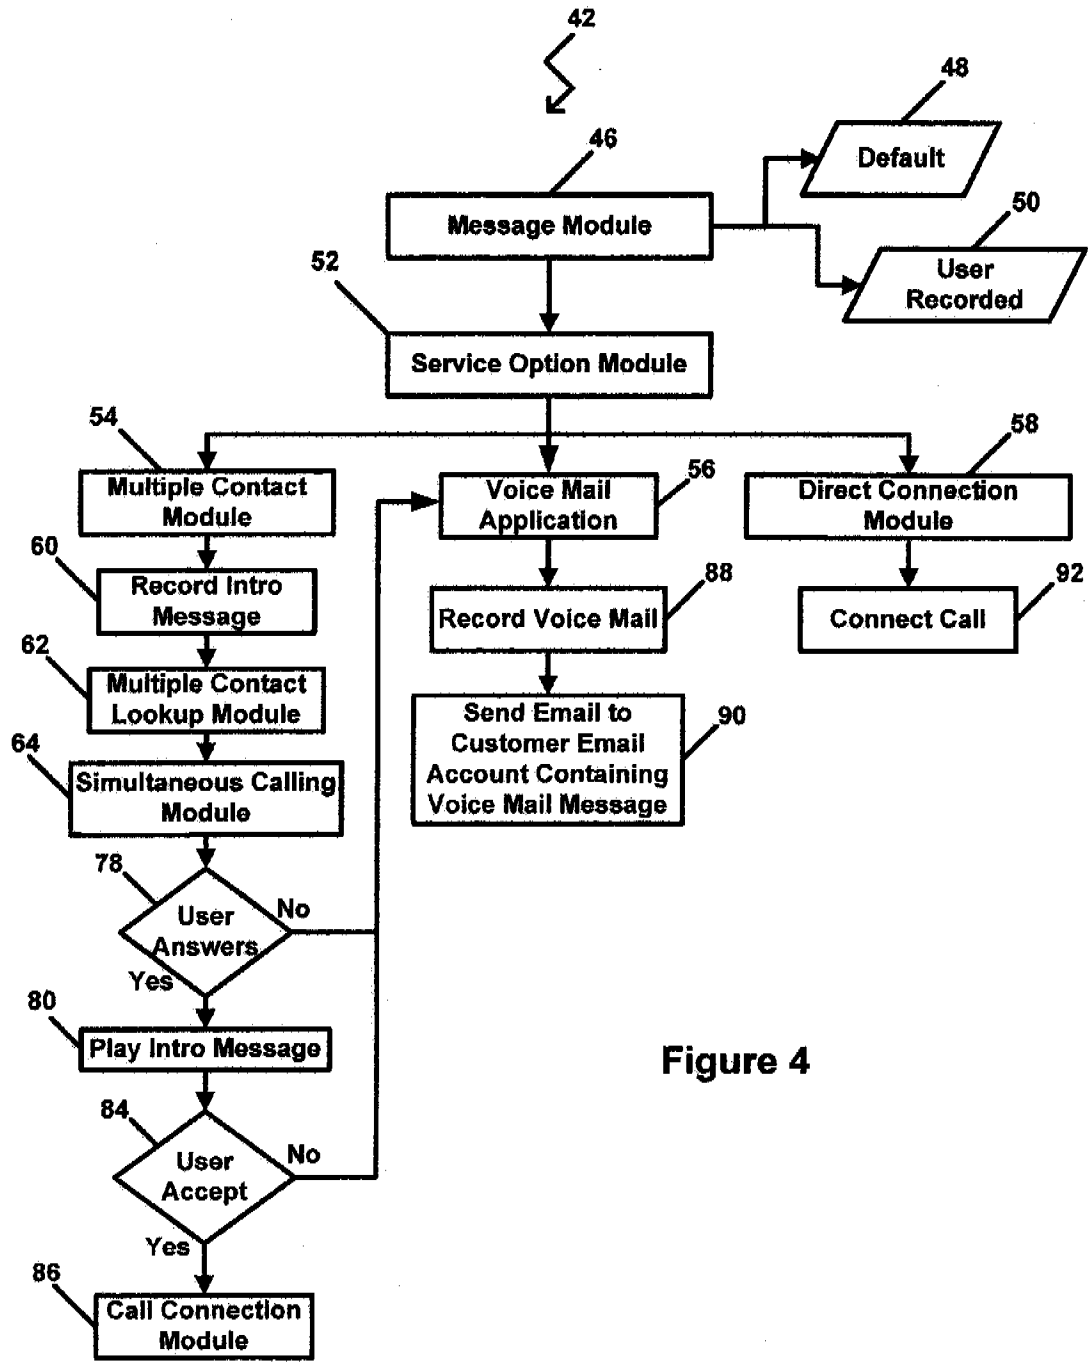 42
48
Default
46
Message Module
50
User
Recorded
52
Service Option Module
54
Multiple Contact
Module
56
Voice Mail
Application
58
Direct Connection
Module
60
Record Intro
Message
88
Record Voice Mail
92
Connect Call
62
Multiple Contact
Lookup Module
90
Send Email to
Customer Email
Account Containing
Voice Mail Message
64
Simultaneous Calling
Module
78
User
Answers
No
Yes
80
Play Intro Message
Figure 4
84
User
Accept
No
Yes
86
Call Connection
Module